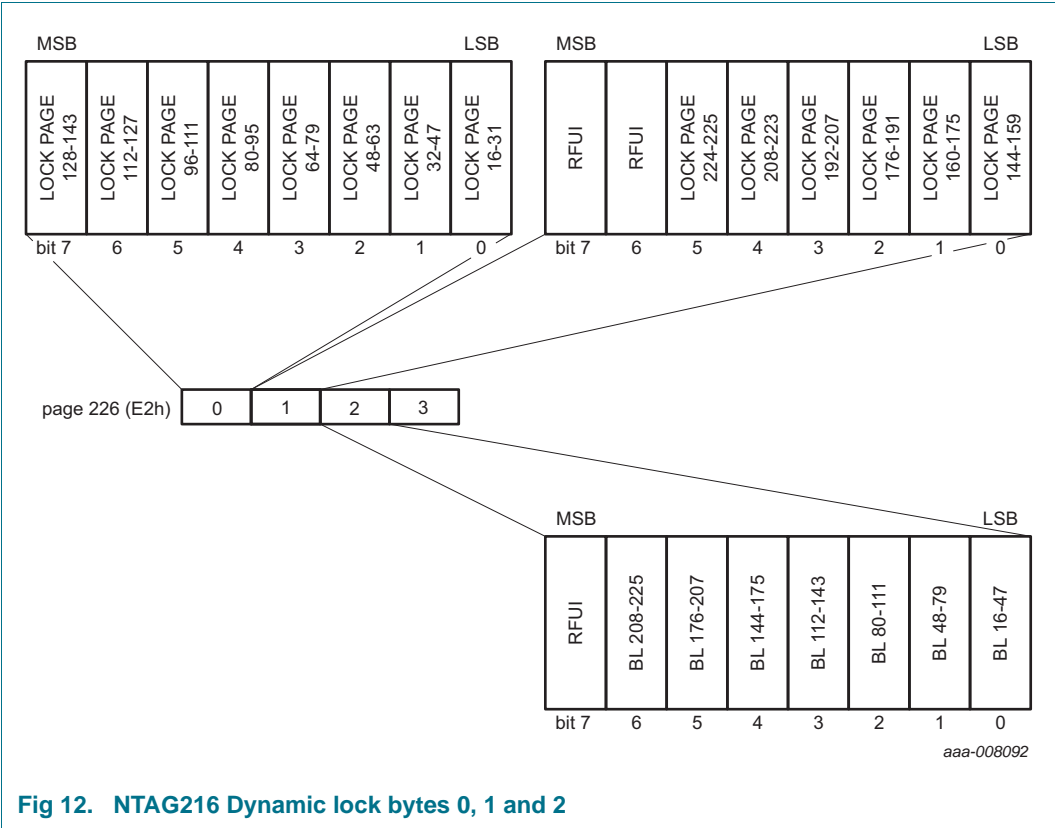 MSB LSB
LOCK PAGE 128-143
LOCK PAGE 112-127
LOCK PAGE 96-111
LOCK PAGE 80-95
LOCK PAGE 64-79
LOCK PAGE 48-63
LOCK PAGE 32-47
LOCK PAGE 16-31
bit 7 6 5 4 3 2 1 0
MSB LSB
RFUI
RFUI
LOCK PAGE 224-225
LOCK PAGE 208-223
LOCK PAGE 192-207
LOCK PAGE 176-191
LOCK PAGE 160-175
LOCK PAGE 144-159
bit 7 6 5 4 3 2 1 0
page 226 (E2h) 0 1 2 3
MSB LSB
RFUI
BL 208-225
BL 176-207
BL 144-175
BL 112-143
BL 80-111
BL 48-79
BL 16-47
bit 7 6 5 4 3 2 1 0
aaa-008092
Fig 12. NTAG216 Dynamic lock bytes 0, 1 and 2